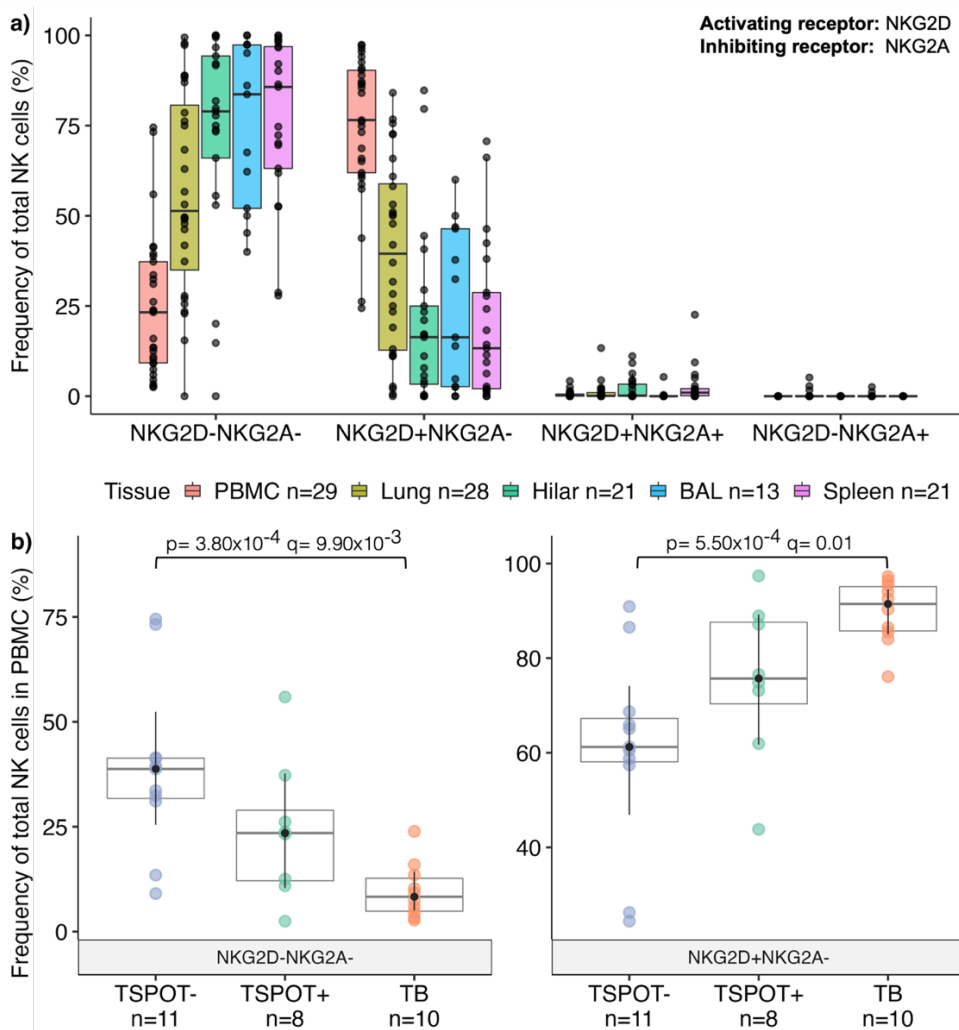 a)
Activating receptor: NKG2D
Inhibiting receptor: NKG2A
Frequency of total NK cells (%)
100
75
50
25
0
NKG2D-NKG2A- NKG2D+NKG2A- NKG2D+NKG2A+ NKG2D-NKG2A+
Tissue PBMC n=29 Lung n=28 Hilar n=21 BAL n=13 Spleen n=21
b)
Frequency of total NK cells in PBMC (%)
p= 3.80x10⁻⁴ q= 9.90x10⁻³
75
50
25
0
NKG2D-NKG2A-
TSPOT- TSPOT+ TB
n=11 n=8 n=10
p= 5.50x10⁻⁴ q= 0.01
100
80
60
40
NKG2D+NKG2A-
TSPOT- TSPOT+ TB
n=11 n=8 n=10